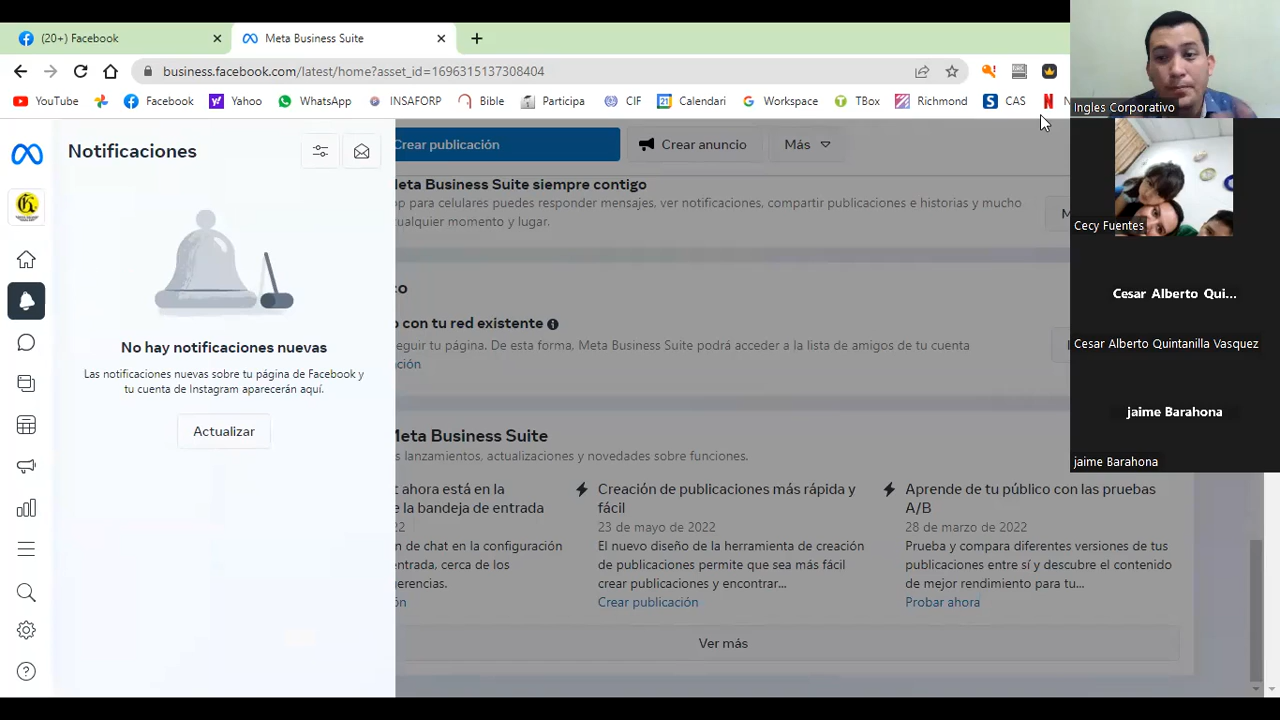 (20+) Facebook
Meta Business Suite
business.facebook.com/latest/home?asset_id=1696315137308404
YouTube
Facebook
Yahoo
WhatsApp
INSAFORP
Bible
Participa
CIF
Calendari
Workspace
TBox
Richmond
CAS
Notificaciones
No hay notificaciones nuevas
Las notificaciones nuevas sobre tu página de Facebook y
tu cuenta de Instagram aparecerán aquí.
Actualizar
Crear publicación
Crear anuncio
Más
Meta Business Suite siempre contigo
op para celulares puedes responder mensajes, ver notificaciones, compartir publicaciones e historias y mucho
cualquier momento y lugar.
co
o con tu red existente
seguir tu página. De esta forma, Meta Business Suite podrá acceder a la lista de amigos de tu cuenta
ación
Meta Business Suite
s lanzamientos, actualizaciones y novedades sobre funciones.
t ahora está en la
e la bandeja de entrada
22
n de chat en la configuración
entrada, cerca de los
erencias.
ón
Creación de publicaciones más rápida y
fácil
23 de mayo de 2022
El nuevo diseño de la herramienta de creación
de publicaciones permite que sea más fácil
crear publicaciones y encontrar...
Crear publicación
Aprende de tu público con las pruebas
A/B
28 de marzo de 2022
Prueba y compara diferentes versiones de tus
publicaciones entre sí y descubre el contenido
de mejor rendimiento para tu...
Probar ahora
Ver más
Ingles Corporativo
Cecy Fuentes
Cesar Alberto Qui...
Cesar Alberto Quintanilla Vasquez
jaime Barahona
jaime Barahona